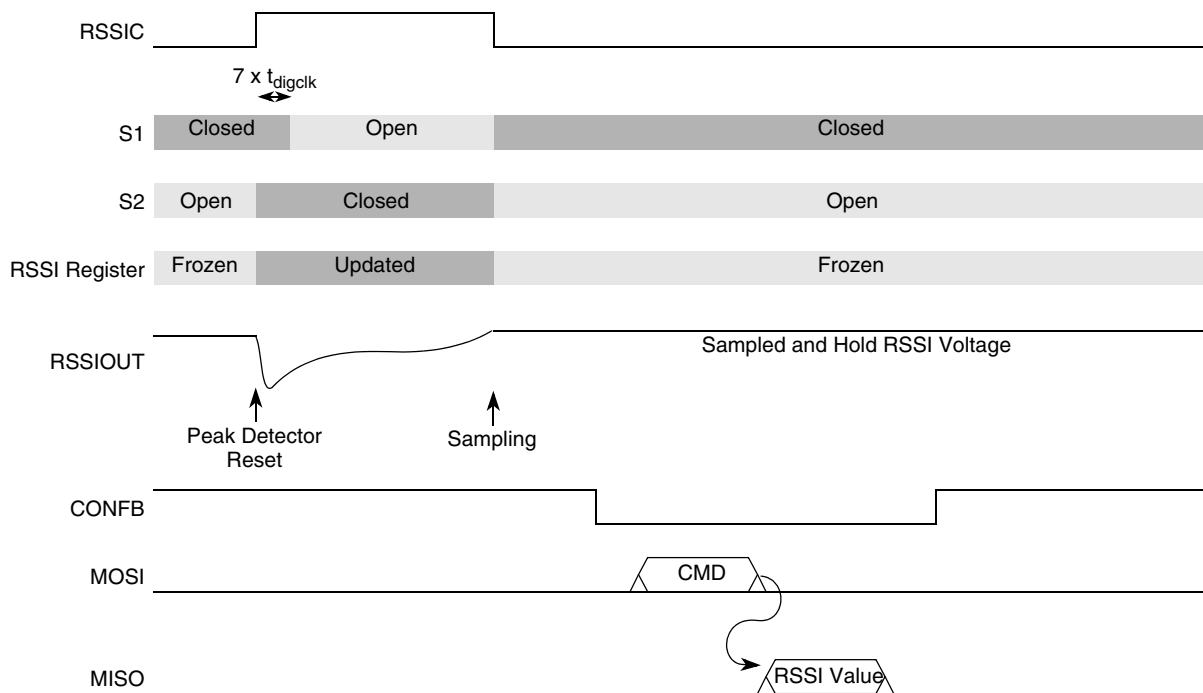 RSSIC
7 x tdigclk
S1 Closed Open Closed
S2 Open Closed Open
RSSI Register Frozen Updated Frozen
RSSIOUT Sampled and Hold RSSI Voltage
Peak Detector
Reset
Sampling
CONFB
MOSI CMD
MISO RSSI Value